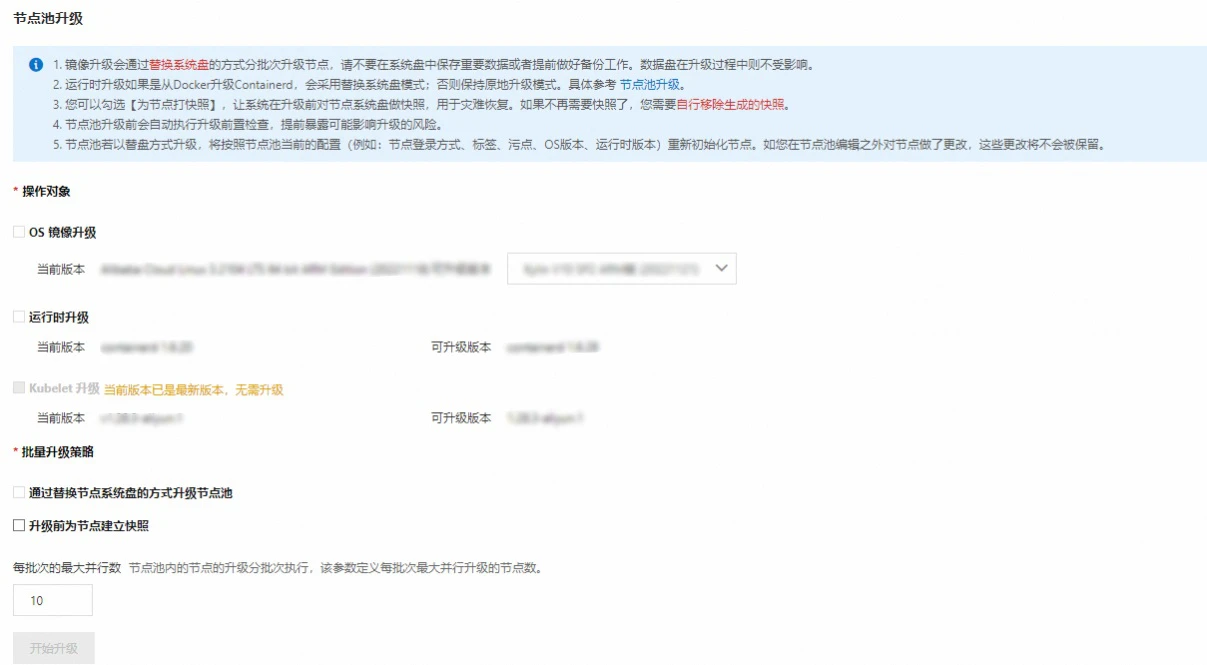 节点池升级
1. 镜像升级会通过替换系统盘的方式分批次升级节点，请不要在系统盘中保存重要数据或者提前做好备份工作。数据盘在升级过程中则不受影响。
2. 运行时升级如果是从Docker升级Containerd，会采用替换系统盘模式；否则保持原地升级模式。具体参考 节点池升级。
3. 您可以勾选【为节点打快照】，让系统在升级前对节点系统盘做快照，用于灾难恢复。如果不再需要快照了，您需要自行移除生成的快照。
4. 节点池升级前会自动执行升级前置检查，提前暴露可能影响升级的风险。
5. 节点池若以替盘方式升级，将按照节点池当前的配置（例如：节点登录方式、标签、污点、OS版本、运行时版本）重新初始化节点。如您在节点池编辑之外对节点做了更改，这些更改将不会被保留。
* 操作对象
OS 镜像升级
当前版本
运行时升级
当前版本 可升级版本
Kubelet 升级 当前版本已是最新版本，无需升级
当前版本 可升级版本
* 批量升级策略
通过替换节点系统盘的方式升级节点池
升级前为节点建立快照
每批次的最大并行数 节点池内的节点的升级分批次执行，该参数定义每批次最大并行升级的节点数。
10
开始升级